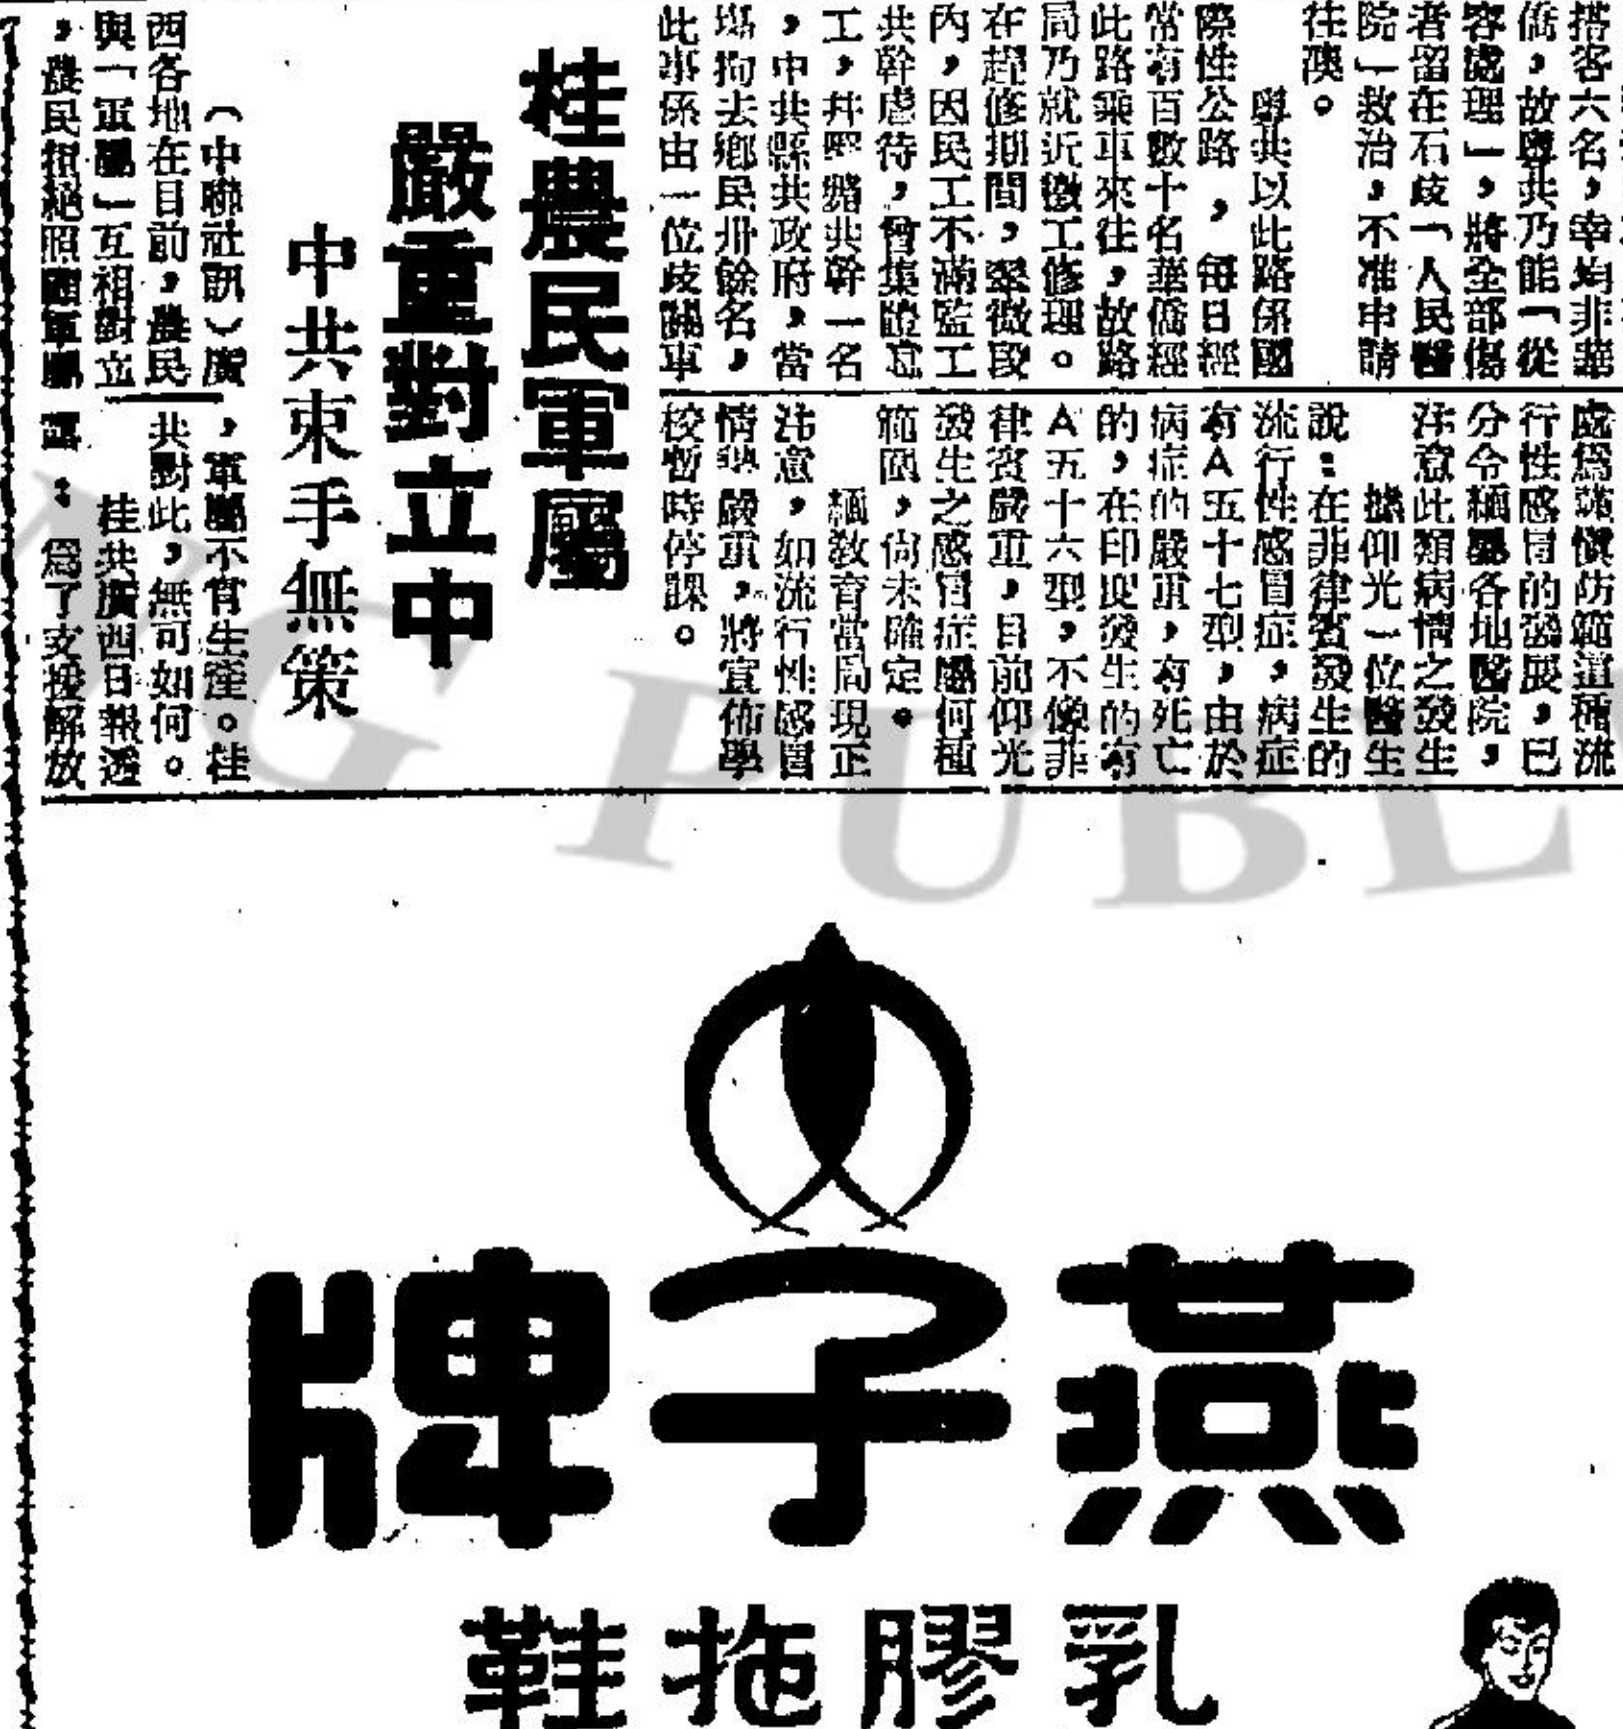 搭客六名，幸均非華
僑，故粵共乃能「從
容處理」，將全部傷
者留在石歧「人民醫
院」救治，不准申請
往澳。
粵共以此路係國
際性公路，每日經
常有百數十名華僑經
此路乘車來往，故路
局乃就近徵工修理。
在趕修期間，翠微段
內，因民工不滿監工
共幹虐待，曾集體怠
工，并毆斃共幹一名
，中共縣共政府，當
塲拘去鄉民卅餘名，
此事係由一位歧關車
處爲謹愼防範這種流
行性感冒的發展，已
分令緬甸各地醫院，
注意此類病情之發生
據仰光一位醫生
說：在菲律賓發生的
流行性感冒症，病症
有A五十七型，由於
病症的嚴重，有死亡
的，在印度發生的有
A五十六型，不像菲
律賓嚴重，目前仰光
發生之感冒症屬何種
範圍，尙未確定。
緬敎育當局現正
注意，如流行性感冒
情形嚴重，將宣佈學
校暫時停課。
桂農民軍屬
嚴重對立中
中共束手無策
（中聯社訊）廣
西各地在目前，農民
與「軍屬」互相對立
，農民拒絕照顧軍屬
，軍屬不肯生產。桂
共對此，無可如何。
桂共廣西日報透
露：爲了支援解放
燕子牌
乳膠拖鞋
NG PUBL